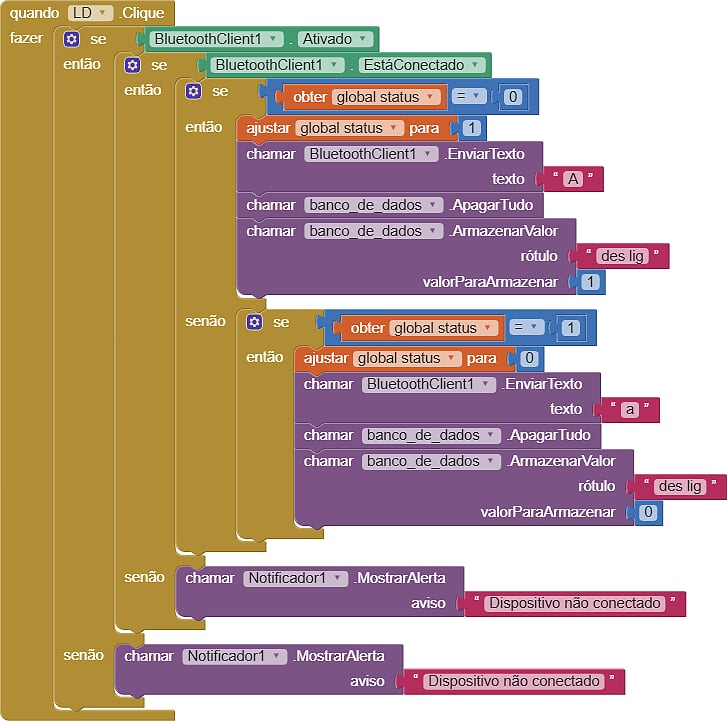 quando LD .Clique
fazer se BluetoothClient1 . Ativado
então se BluetoothClient1 . EstáConectado
então se obter global status = 0
então ajustar global status para 1
chamar BluetoothClient1 .EnviarTexto
texto “ A ”
chamar banco_de_dados .ApagarTudo
chamar banco_de_dados .ArmazenarValor
rótulo “ des lig ”
valorParaArmazenar 1
senão se obter global status = 1
então ajustar global status para 0
chamar BluetoothClient1 .EnviarTexto
texto “ a ”
chamar banco_de_dados .ApagarTudo
chamar banco_de_dados .ArmazenarValor
rótulo “ des lig ”
valorParaArmazenar 0
senão chamar Notificador1 .MostrarAlerta
aviso “ Dispositivo não conectado ”
senão chamar Notificador1 .MostrarAlerta
aviso “ Dispositivo não conectado ”